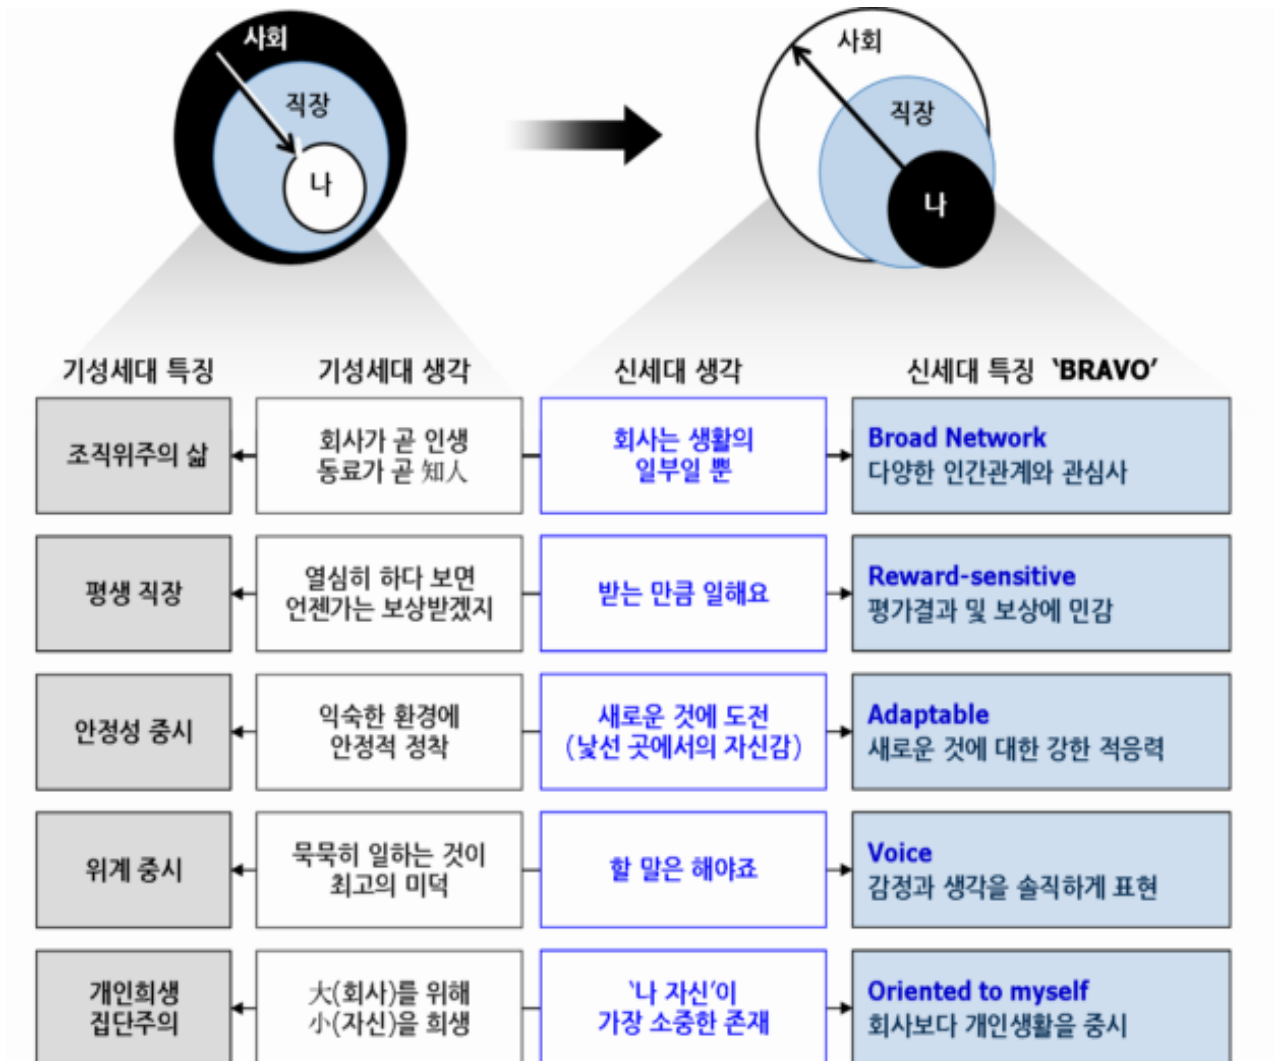 사회
직장
나
사회
직장
나
기성세대 특징
기성세대 생각
신세대 생각
신세대 특징 ‘BRAVO’
조직위주의 삶
회사가 곧 인생
동료가 곧 知人
회사는 생활의
일부일 뿐
Broad Network
다양한 인간관계와 관심사
평생 직장
열심히 하다 보면
언젠가는 보상받겠지
받는 만큼 일해요
Reward-sensitive
평가결과 및 보상에 민감
안정성 중시
익숙한 환경에
안정적 정착
새로운 것에 도전
(낯선 곳에서의 자신감)
Adaptable
새로운 것에 대한 강한 적응력
위계 중시
묵묵히 일하는 것이
최고의 미덕
할 말은 해야죠
Voice
감정과 생각을 솔직하게 표현
개인희생
집단주의
大(회사)를 위해
小(자신)을 희생
‘나 자신’이
가장 소중한 존재
Oriented to myself
회사보다 개인생활을 중시